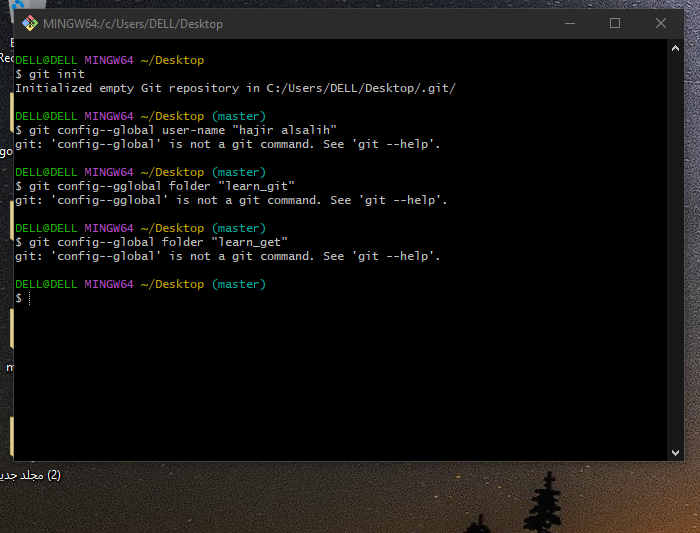 MINGW64:/c/Users/DELL/Desktop
DELL@DELL MINGW64 ~/Desktop
$ git init
Initialized empty Git repository in C:/Users/DELL/Desktop/.git/
DELL@DELL MINGW64 ~/Desktop (master)
$ git config--global user-name "hajir alsalih"
git: 'config--global' is not a git command. See 'git --help'.
DELL@DELL MINGW64 ~/Desktop (master)
$ git config--gglobal folder "learn_git"
git: 'config--gglobal' is not a git command. See 'git --help'.
DELL@DELL MINGW64 ~/Desktop (master)
$ git config--global folder "learn_get"
git: 'config--global' is not a git command. See 'git --help'.
DELL@DELL MINGW64 ~/Desktop (master)
$
مجلد جدي (2)